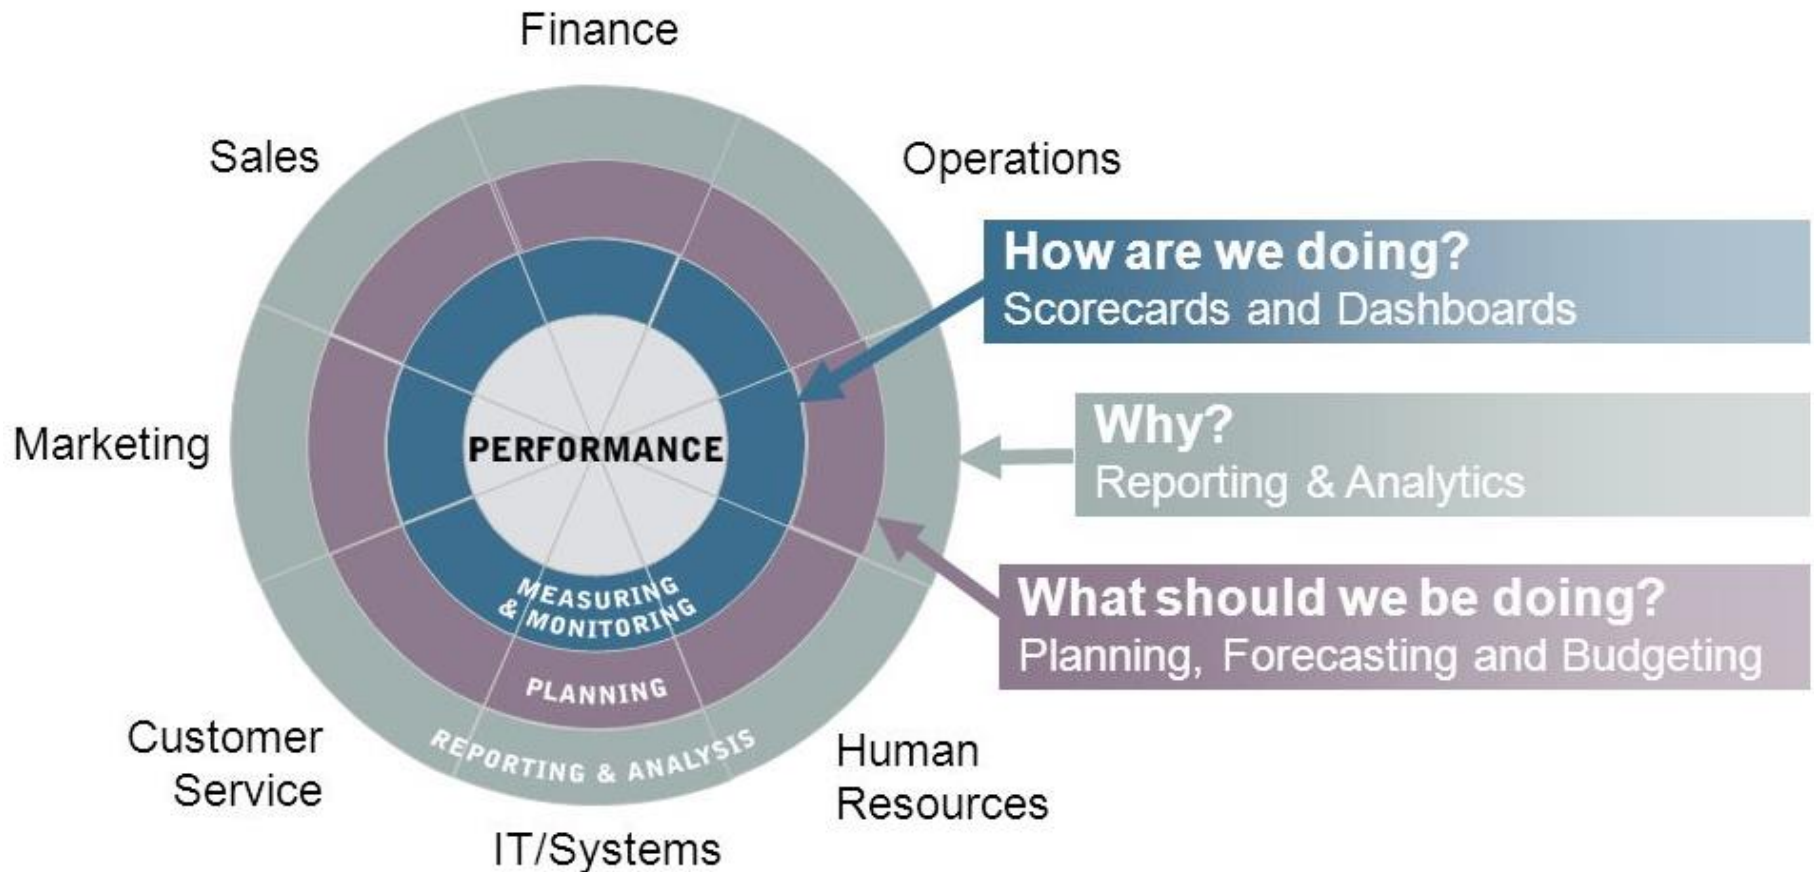 Finance
Sales
Operations
How are we doing?
Scorecards and Dashboards
Marketing
PERFORMANCE
Why?
Reporting & Analytics
MEASURING
& MONITORING
What should we be doing?
Planning, Forecasting and Budgeting
PLANNING
REPORTING & ANALYSIS
Customer
Service
Human
Resources
IT/Systems